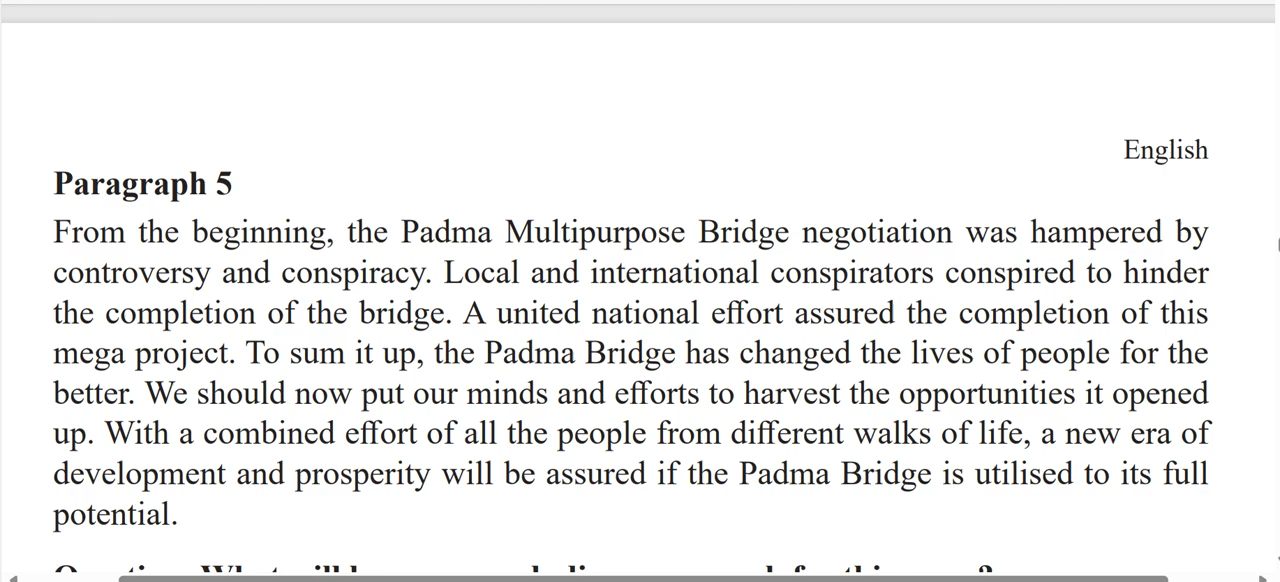 English
Paragraph 5
From the beginning, the Padma Multipurpose Bridge negotiation was hampered by
controversy and conspiracy. Local and international conspirators conspired to hinder
the completion of the bridge. A united national effort assured the completion of this
mega project. To sum it up, the Padma Bridge has changed the lives of people for the
better. We should now put our minds and efforts to harvest the opportunities it opened
up. With a combined effort of all the people from different walks of life, a new era of
development and prosperity will be assured if the Padma Bridge is utilised to its full
potential.